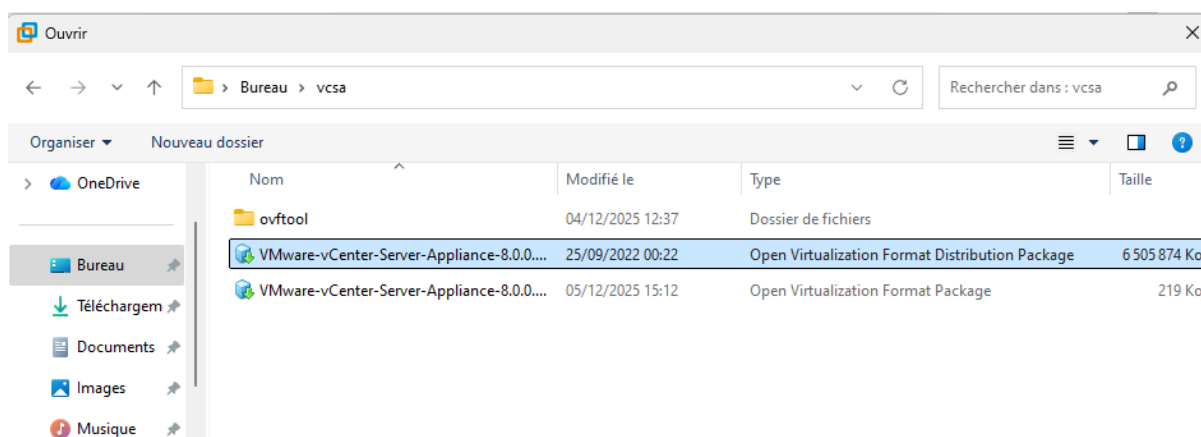 Ouvrir
Bureau > vcsa
Rechercher dans : vcsa
Organiser
Nouveau dossier
Nom Modifié le Type Taille
OneDrive
ovftool 04/12/2025 12:37 Dossier de fichiers
VMware-vCenter-Server-Appliance-8.0.0.... 25/09/2022 00:22 Open Virtualization Format Distribution Package 6 505 874 Ko
Bureau
VMware-vCenter-Server-Appliance-8.0.0.... 05/12/2025 15:12 Open Virtualization Format Package 219 Ko
Téléchargem
Documents
Images
Musique